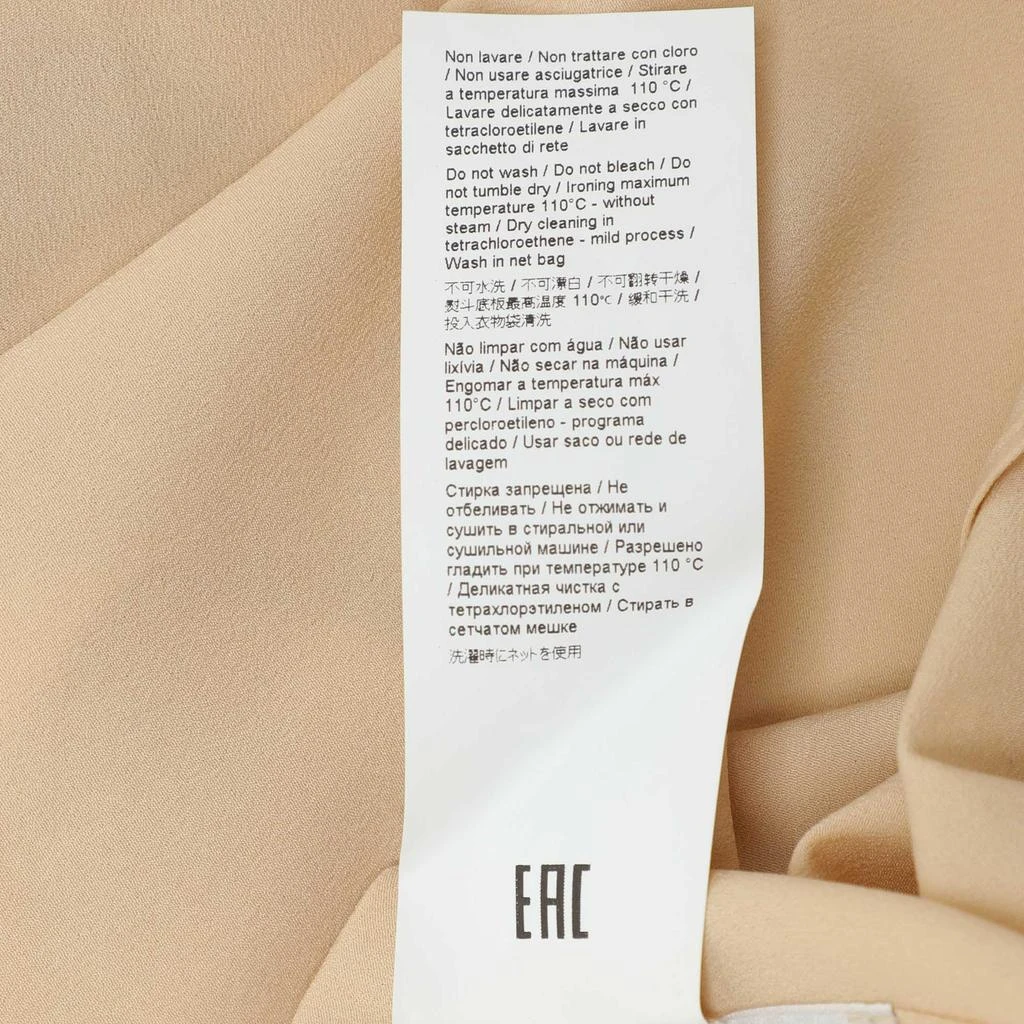 Non lavare / Non trattare con cloro
/ Non usare asciugatrice / Stirare
a temperatura massima 110 °C /
Lavare delicatamente a secco con
tetracloroetilene / Lavare in
sacchetto di rete
Do not wash / Do not bleach / Do
not tumble dry / Ironing maximum
temperature 110°C - without
steam / Dry cleaning in
tetrachloroethene - mild process /
Wash in net bag
不可水洗 / 不可漂白 / 不可翻转干燥 /
熨斗底板最高温度 110℃ / 缓和干洗 /
投入衣物袋清洗
Não limpar com água / Não usar
lixívia / Não secar na máquina /
Engomar a temperatura máx
110°C / Limpar a seco com
percloroetileno - programa
delicado / Usar saco ou rede de
lavagem
Стирка запрещена / Не
отбеливать / Не отжимать и
сушить в стиральной или
сушильной машине / Разрешено
гладить при температуре 110 °C
/ Деликатная чистка с
тетрахлорэтиленом / Стирать в
сетчатом мешке
洗濯時にネットを使用
EAC